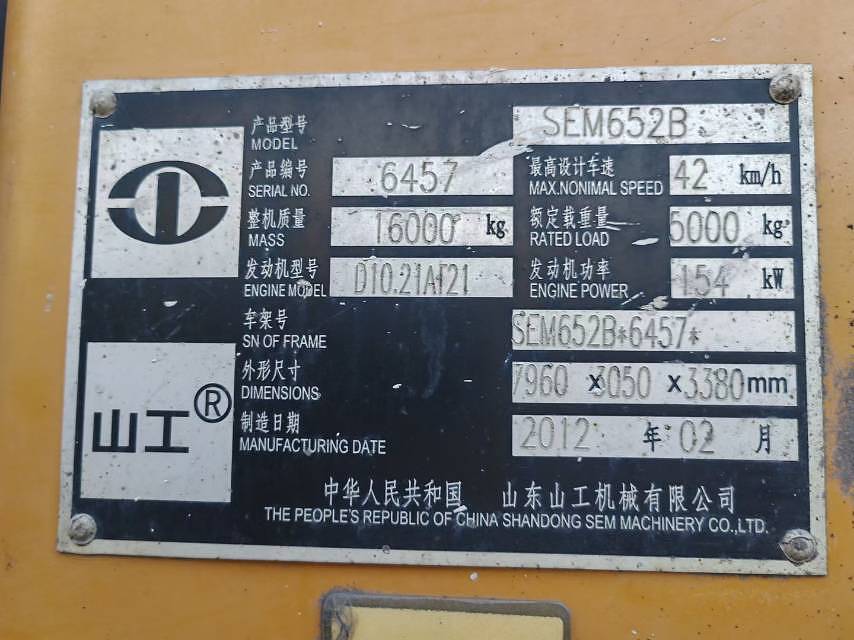 产品型号 SEM652B
MODEL
产品编号 6457 最高设计车速 42 km/h
SERIAL NO. MAX.NONIMAL SPEED
整机质量 16000 kg 额定载重量 5000 kg
MASS RATED LOAD
发动机型号 D10.21AT21 发动机功率 154 kW
ENGINE MODEL ENGINE POWER
车架号 SEM652B*6457*
SN OF FRAME
外形尺寸 7960 x3050 x3380mm
DIMENSIONS
山工®
制造日期 2012 年 02 月
MANUFACTURING DATE
中华人民共和国 山东山工机械有限公司
THE PEOPLE'S REPUBLIC OF CHINA SHANDONG SEM MACHINERY CO.,LTD.